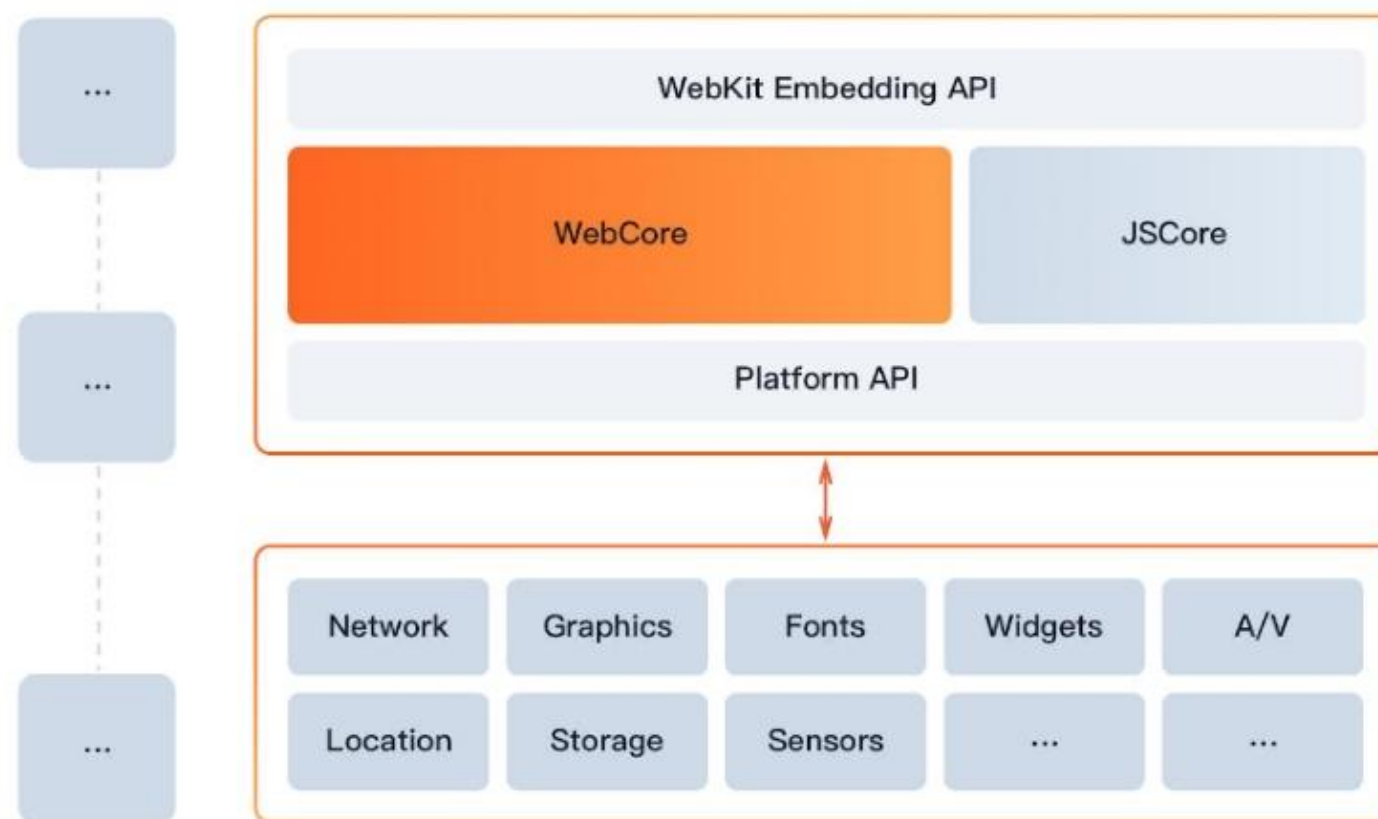 ...
WebKit Embedding API
WebCore
JSCore
...
Platform API
Network
Graphics
Fonts
Widgets
A/V
...
Location
Storage
Sensors
...
...